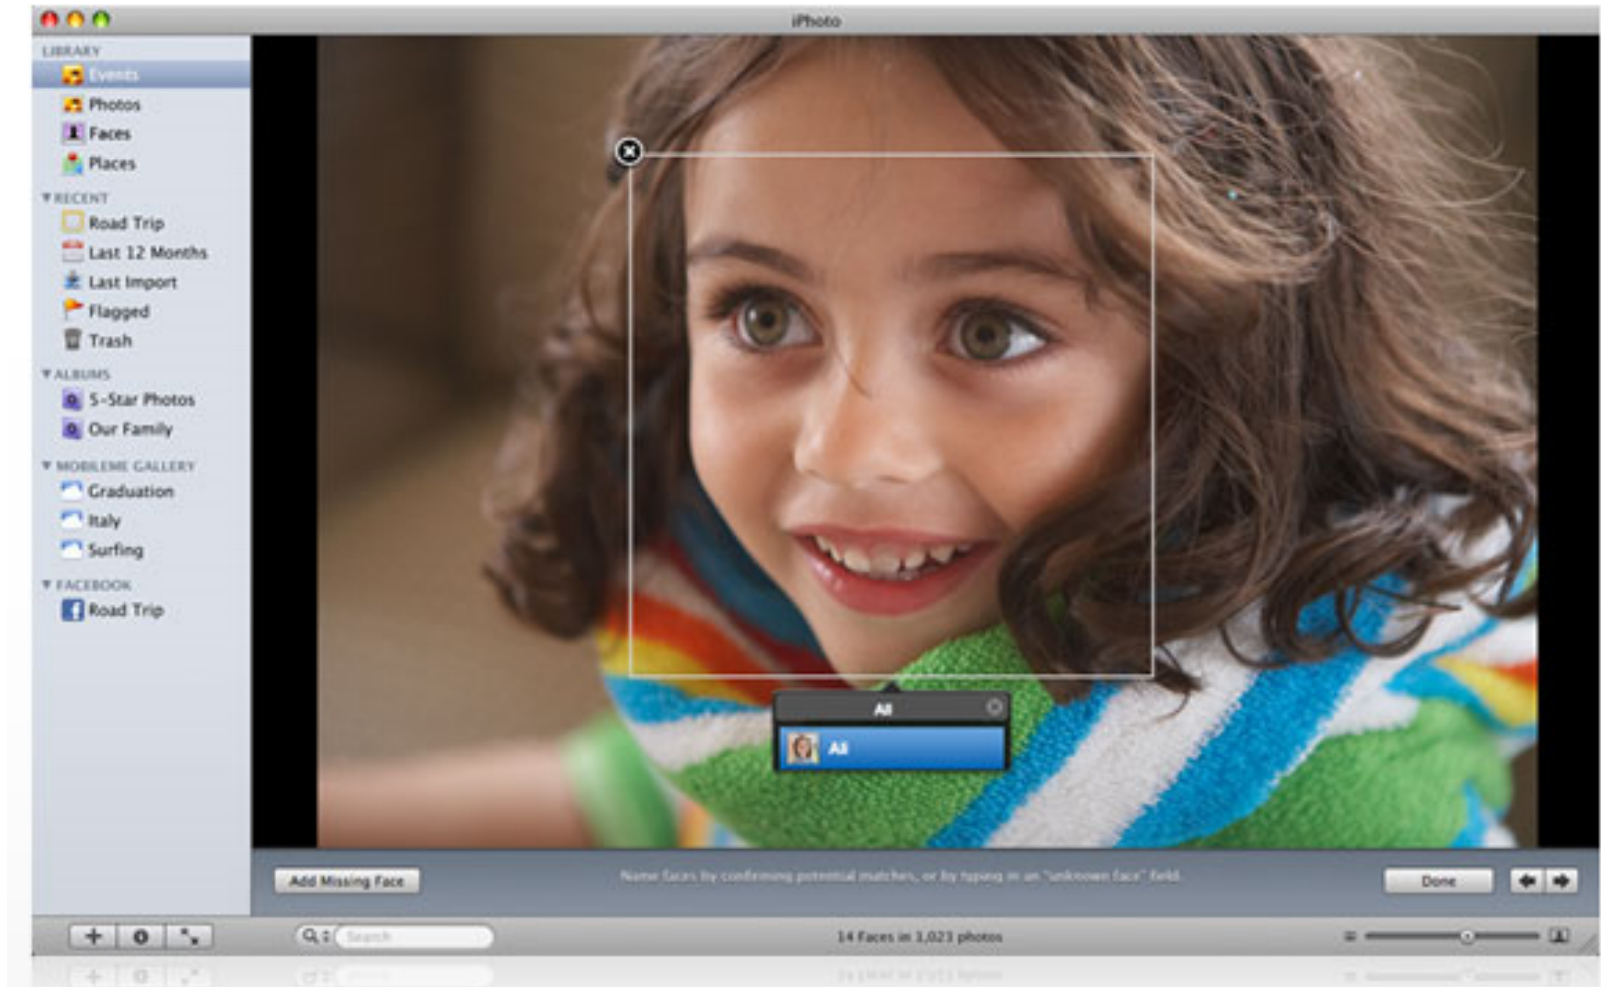 iPhoto
LIBRARY
Events
Photos
Faces
Places
RECENT
Road Trip
Last 12 Months
Last Import
Flagged
Trash
ALBUMS
5-Star Photos
Our Family
MOBILEME GALLERY
Graduation
Italy
Surfing
FACEBOOK
Road Trip
Ali
Ali
Add Missing Face
Name faces by confirming potential matches, or by typing in an "unknown face" field.
Done
Search
14 Faces in 1,023 photos